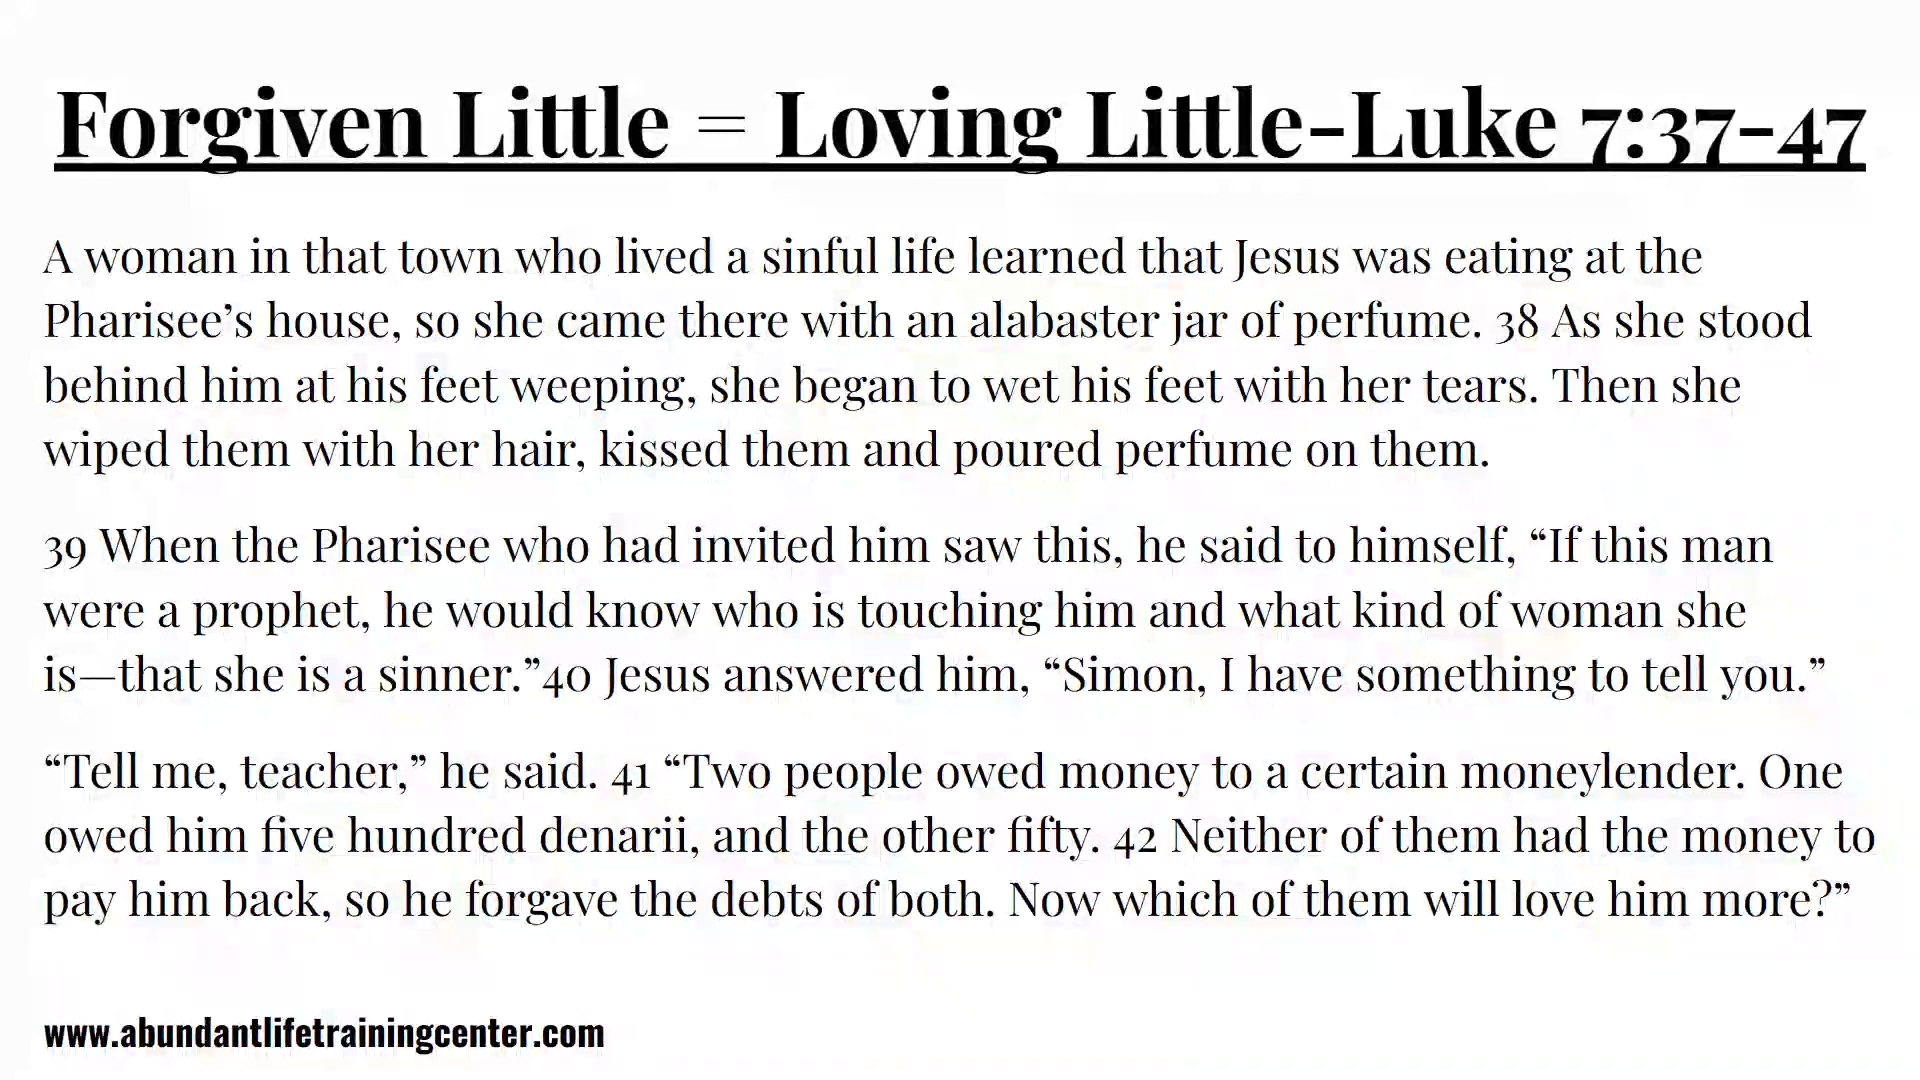 Forgiven Little = Loving Little-Luke 7:37-47
A woman in that town who lived a sinful life learned that Jesus was eating at the
Pharisee’s house, so she came there with an alabaster jar of perfume. 38 As she stood
behind him at his feet weeping, she began to wet his feet with her tears. Then she
wiped them with her hair, kissed them and poured perfume on them.
39 When the Pharisee who had invited him saw this, he said to himself, “If this man
were a prophet, he would know who is touching him and what kind of woman she
is—that she is a sinner.”40 Jesus answered him, “Simon, I have something to tell you.”
“Tell me, teacher,” he said. 41 “Two people owed money to a certain moneylender. One
owed him five hundred denarii, and the other fifty. 42 Neither of them had the money to
pay him back, so he forgave the debts of both. Now which of them will love him more?”
www.abundantlifetrainingcenter.com